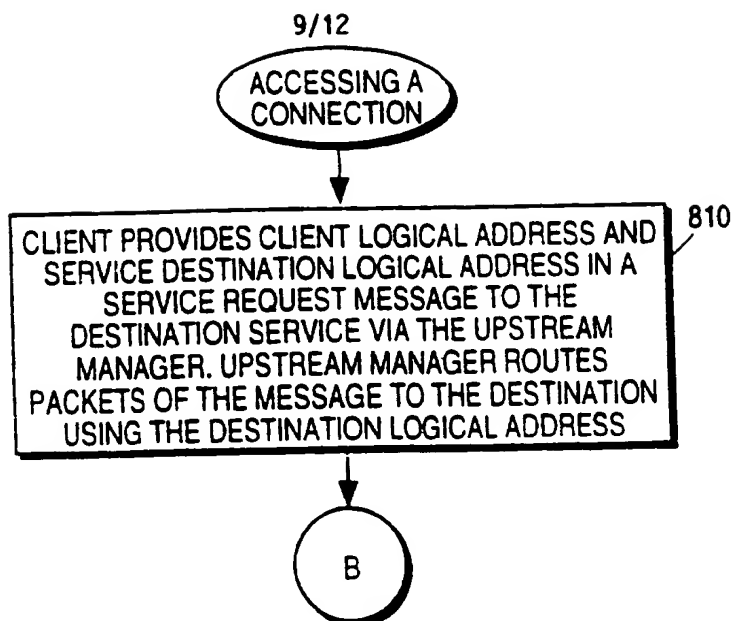 9/12
ACCESSING A
CONNECTION
CLIENT PROVIDES CLIENT LOGICAL ADDRESS AND
SERVICE DESTINATION LOGICAL ADDRESS IN A
SERVICE REQUEST MESSAGE TO THE
DESTINATION SERVICE VIA THE UPSTREAM
MANAGER. UPSTREAM MANAGER ROUTES
PACKETS OF THE MESSAGE TO THE DESTINATION
USING THE DESTINATION LOGICAL ADDRESS
810
B